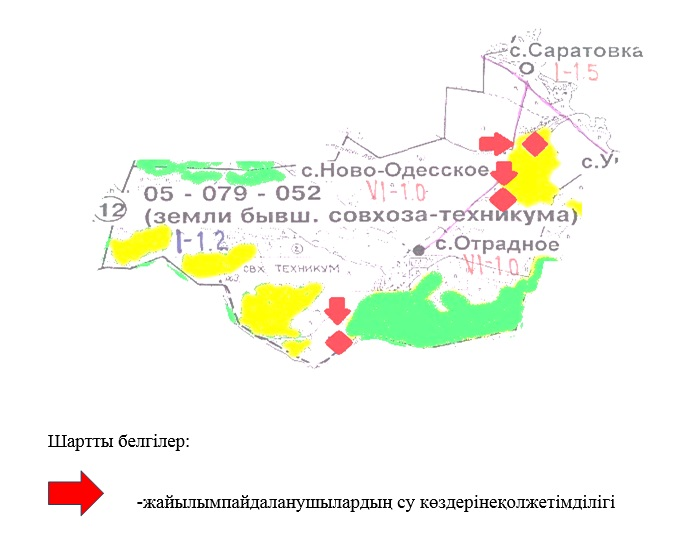 с.Саратовка
I-1.5
с.У
с.Ново-Одесское
VI-1.0
05 - 079 - 052
12
(земли бывш. совхоза-техникума)
I-1.2
с.Отрадное
VI-1.0
свх ТЕХНИКУМ
Шартты белгілер:
-жайылымпайдаланушылардың су көздерінеқолжетімділігі